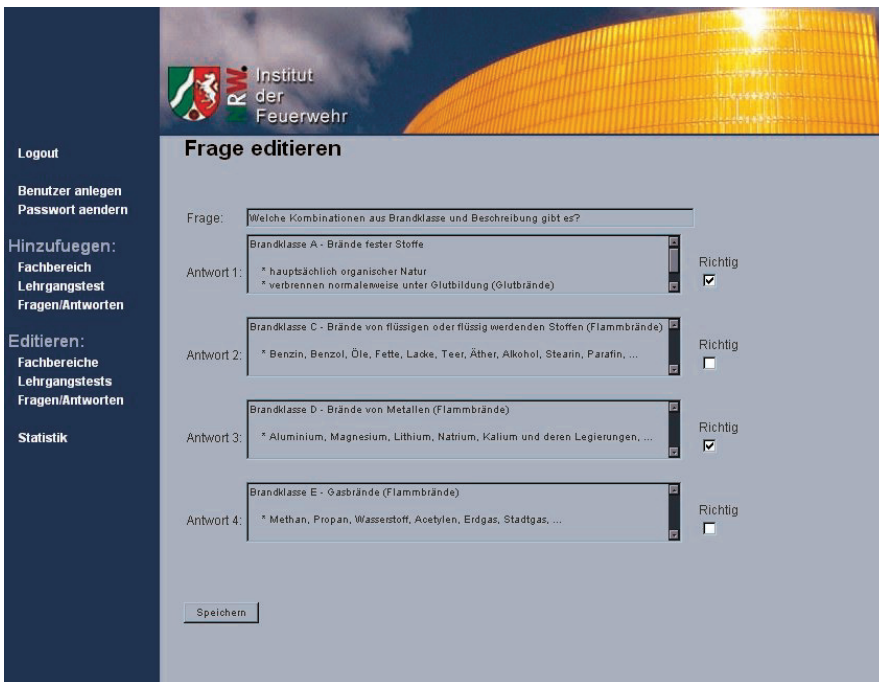 NRW.
Institut
der
Feuerwehr
Logout
Benutzer anlegen
Passwort aendern
Hinzufuegen:
Fachbereich
Lehrgangstest
Fragen/Antworten
Editieren:
Fachbereiche
Lehrgangstests
Fragen/Antworten
Statistik
Frage editieren
Frage: Welche Kombinationen aus Brandklasse und Beschreibung gibt es?
Antwort 1: Brandklasse A - Brände fester Stoffe
* hauptsächlich organischer Natur
* verbrennen normalerweise unter Glutbildung (Glutbrände)
Richtig
Antwort 2: Brandklasse C - Brände von flüssigen oder flüssig werdenden Stoffen (Flammbrände)
* Benzin, Benzol, Öle, Fette, Lacke, Teer, Äther, Alkohol, Stearin, Parafin, ...
Richtig
Antwort 3: Brandklasse D - Brände von Metallen (Flammbrände)
* Aluminium, Magnesium, Lithium, Natrium, Kalium und deren Legierungen, ...
Richtig
Antwort 4: Brandklasse E - Gasbrände (Flammbrände)
* Methan, Propan, Wasserstoff, Acetylen, Erdgas, Stadtgas, ...
Richtig
Speichern